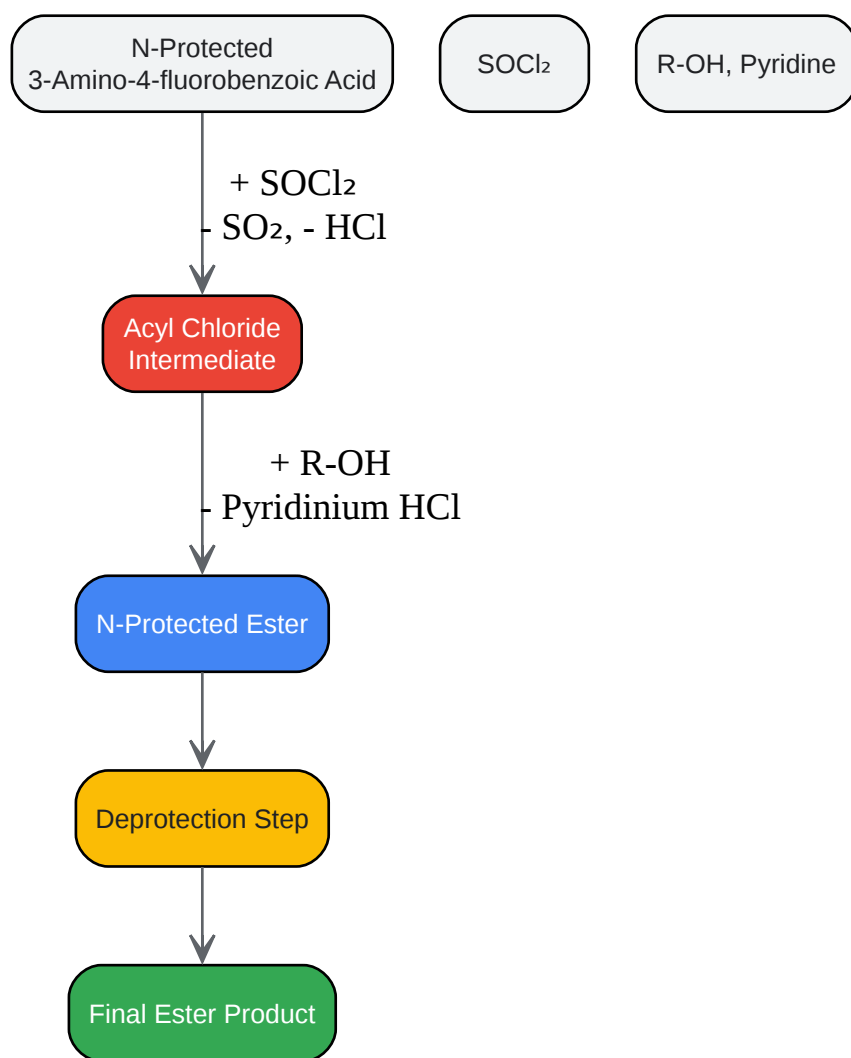 N-Protected
3-Amino-4-fluorobenzoic Acid
SOCl₂
R-OH, Pyridine
+ SOCl₂
- SO₂, - HCl
Acyl Chloride
Intermediate
+ R-OH
- Pyridinium HCl
N-Protected Ester
Deprotection Step
Final Ester Product